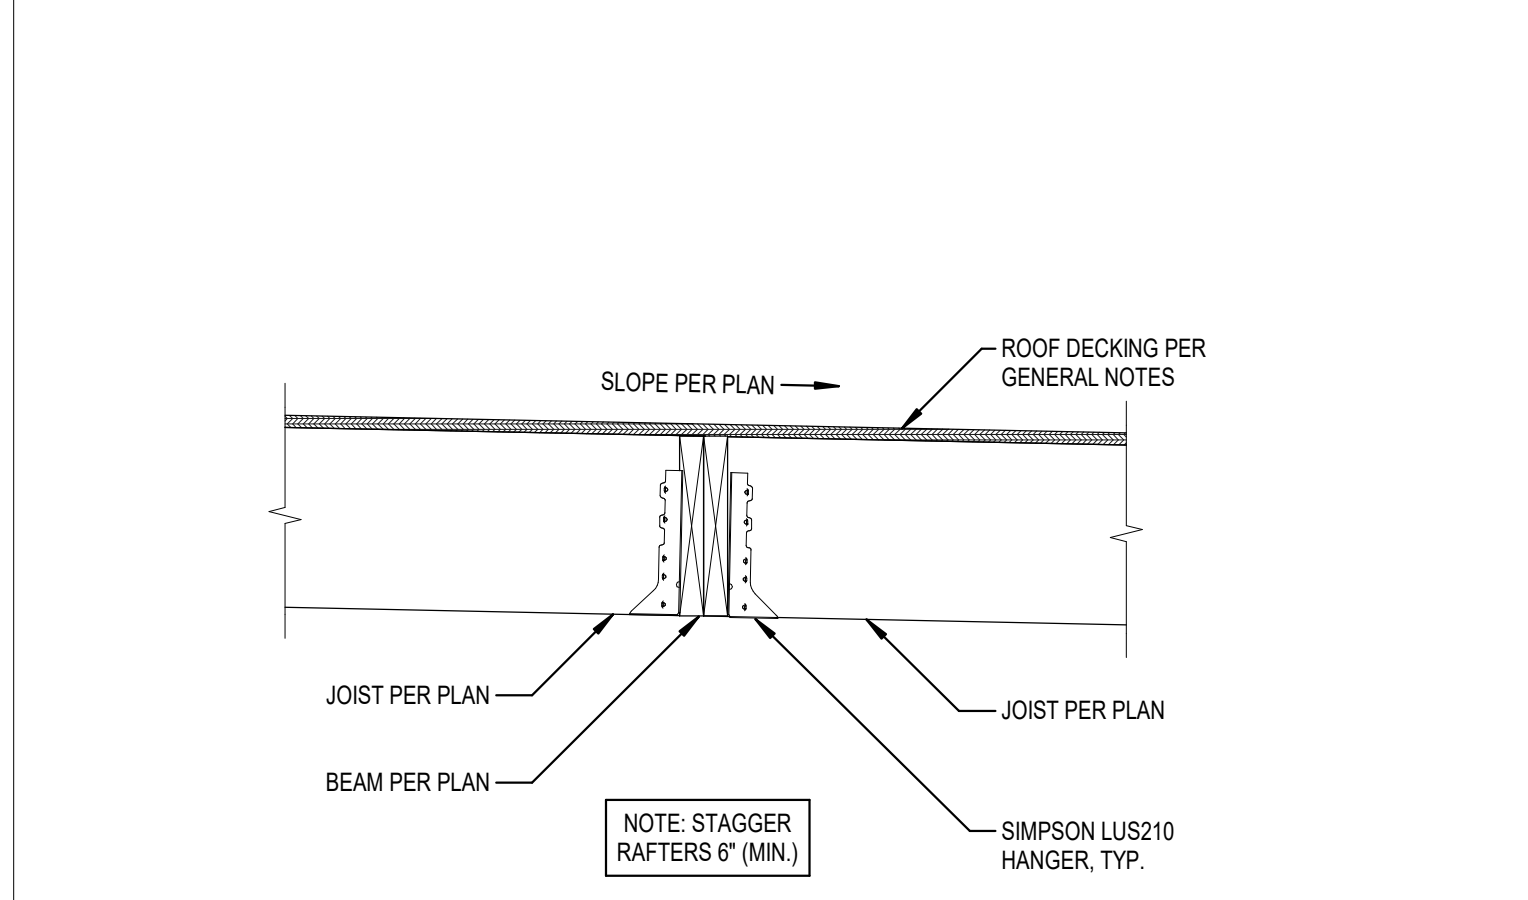 ROOF DECKING PER
GENERAL NOTES
SLOPE PER PLAN
JOIST PER PLAN
JOIST PER PLAN
BEAM PER PLAN
NOTE: STAGGER
RAFTERS 6" (MIN.)
SIMPSON LUS210
HANGER, TYP.